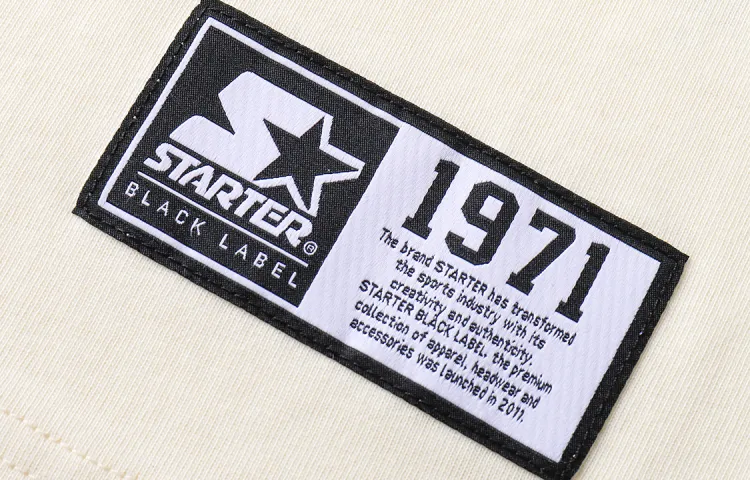 STARTER®
BLACK LABEL
1971
The brand STARTER has transformed
the sports industry with its
creativity and authenticity.
STARTER BLACK LABEL, the premium
collection of apparel, headwear and
accessories was launched in 2011.